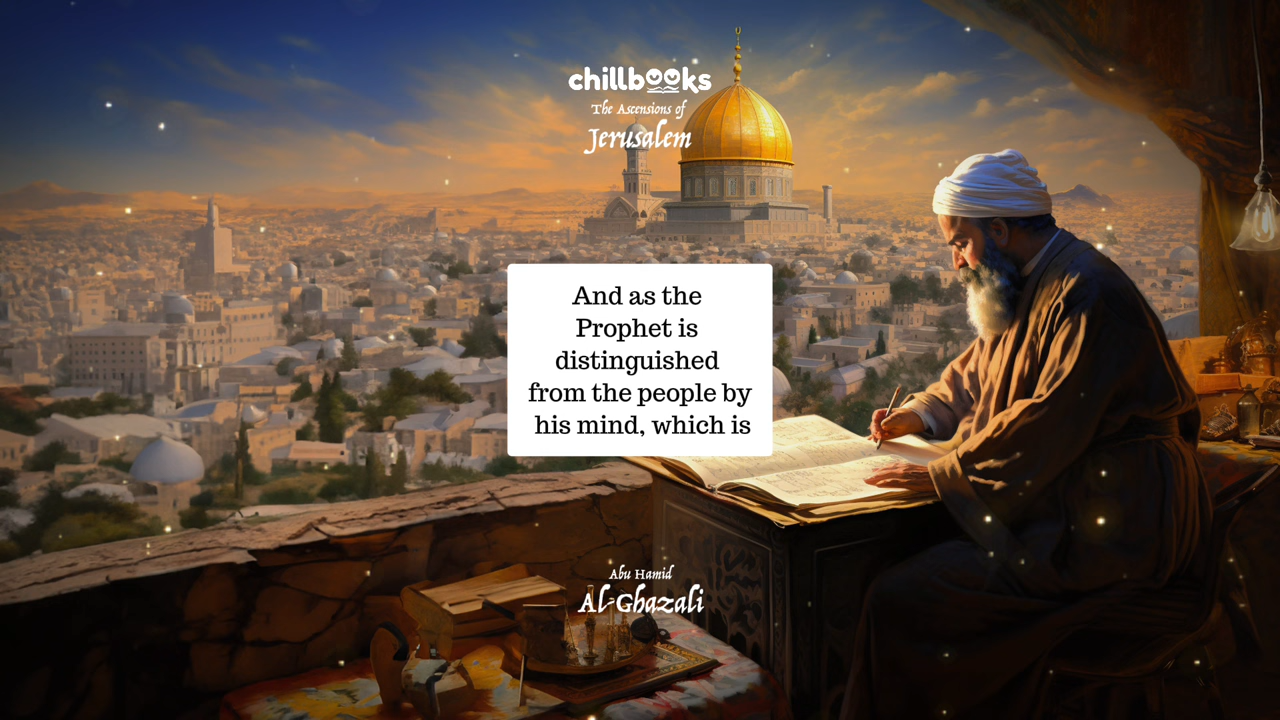 chillbooks
The Ascensions of
Jerusalem
And as the
Prophet is
distinguished
from the people by
his mind, which is
Abu Hamid
Al-Ghazali